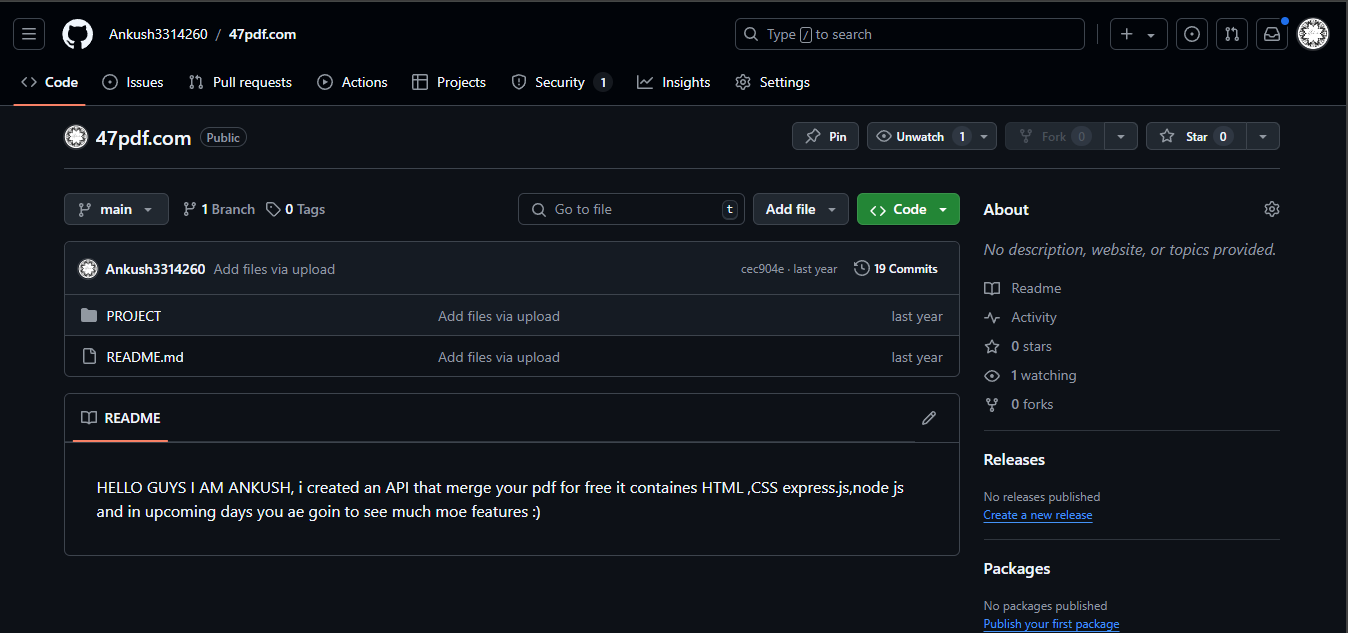 Ankush3314260 / 47pdf.com
Type / to search
Code Issues Pull requests Actions Projects Security 1 Insights Settings
47pdf.com Public
Pin Unwatch 1 Fork 0 Star 0
main 1 Branch 0 Tags Go to file t Add file Code
Ankush3314260 Add files via upload cec904e · last year 19 Commits
PROJECT Add files via upload last year
README.md Add files via upload last year
README
HELLO GUYS I AM ANKUSH, i created an API that merge your pdf for free it containes HTML ,CSS express.js,node js
and in upcoming days you ae goin to see much moe features :)
About
No description, website, or topics provided.
Readme
Activity
0 stars
1 watching
0 forks
Releases
No releases published
Create a new release
Packages
No packages published
Publish your first package